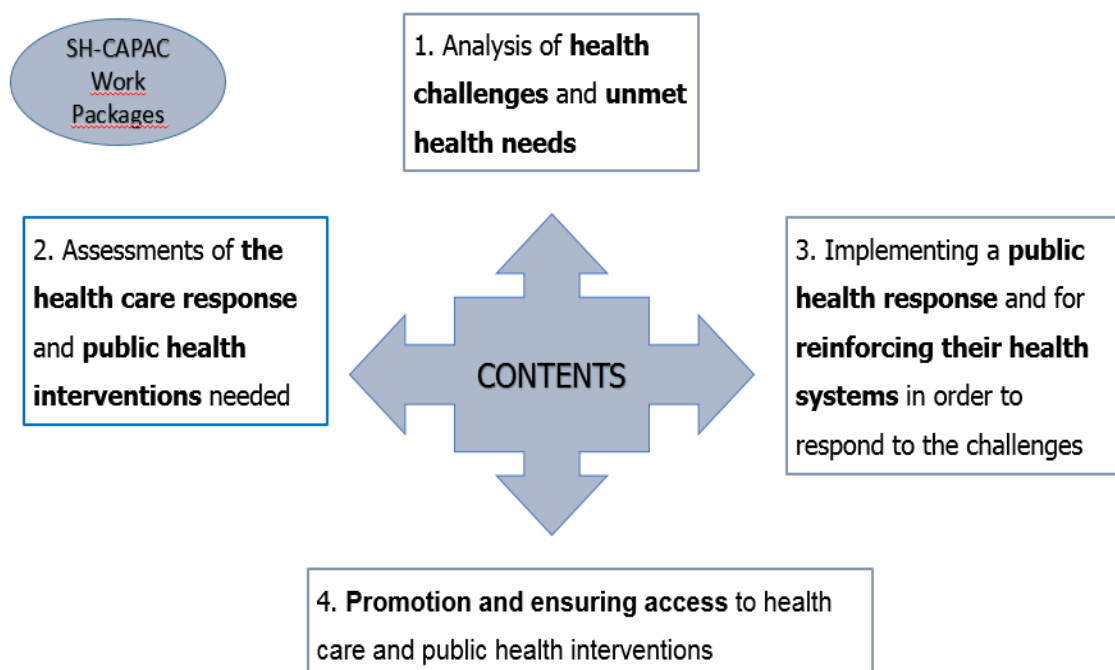 SH-CAPAC
Work
Packages
1. Analysis of health
challenges and unmet
health needs
2. Assessments of the
health care response
and public health
interventions needed
CONTENTS
3. Implementing a public
health response and for
reinforcing their health
systems in order to
respond to the challenges
4. Promotion and ensuring access to health
care and public health interventions